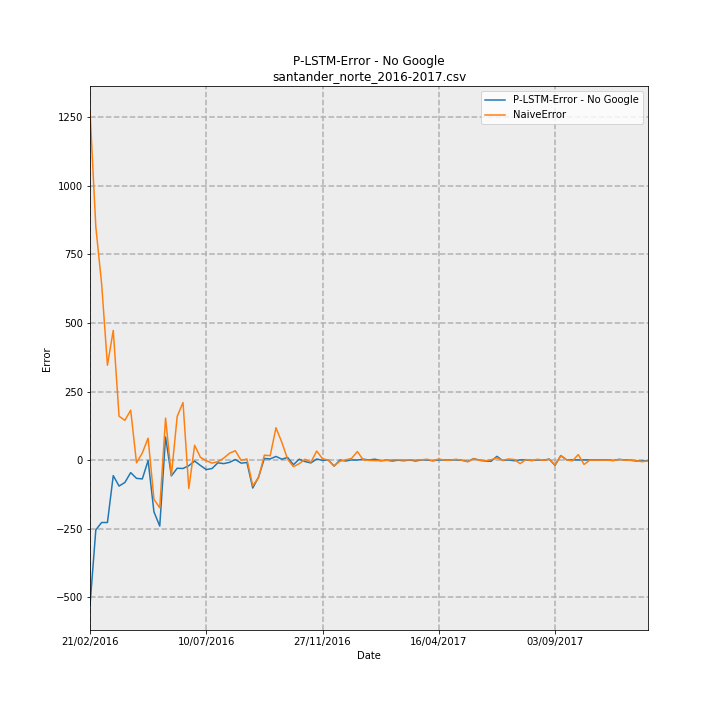 P-LSTM-Error - No Google
santander_norte_2016-2017.csv
P-LSTM-Error - No Google
NaiveError
Error
1250
1000
750
500
250
0
−250
−500
21/02/2016 10/07/2016 27/11/2016 16/04/2017 03/09/2017
Date